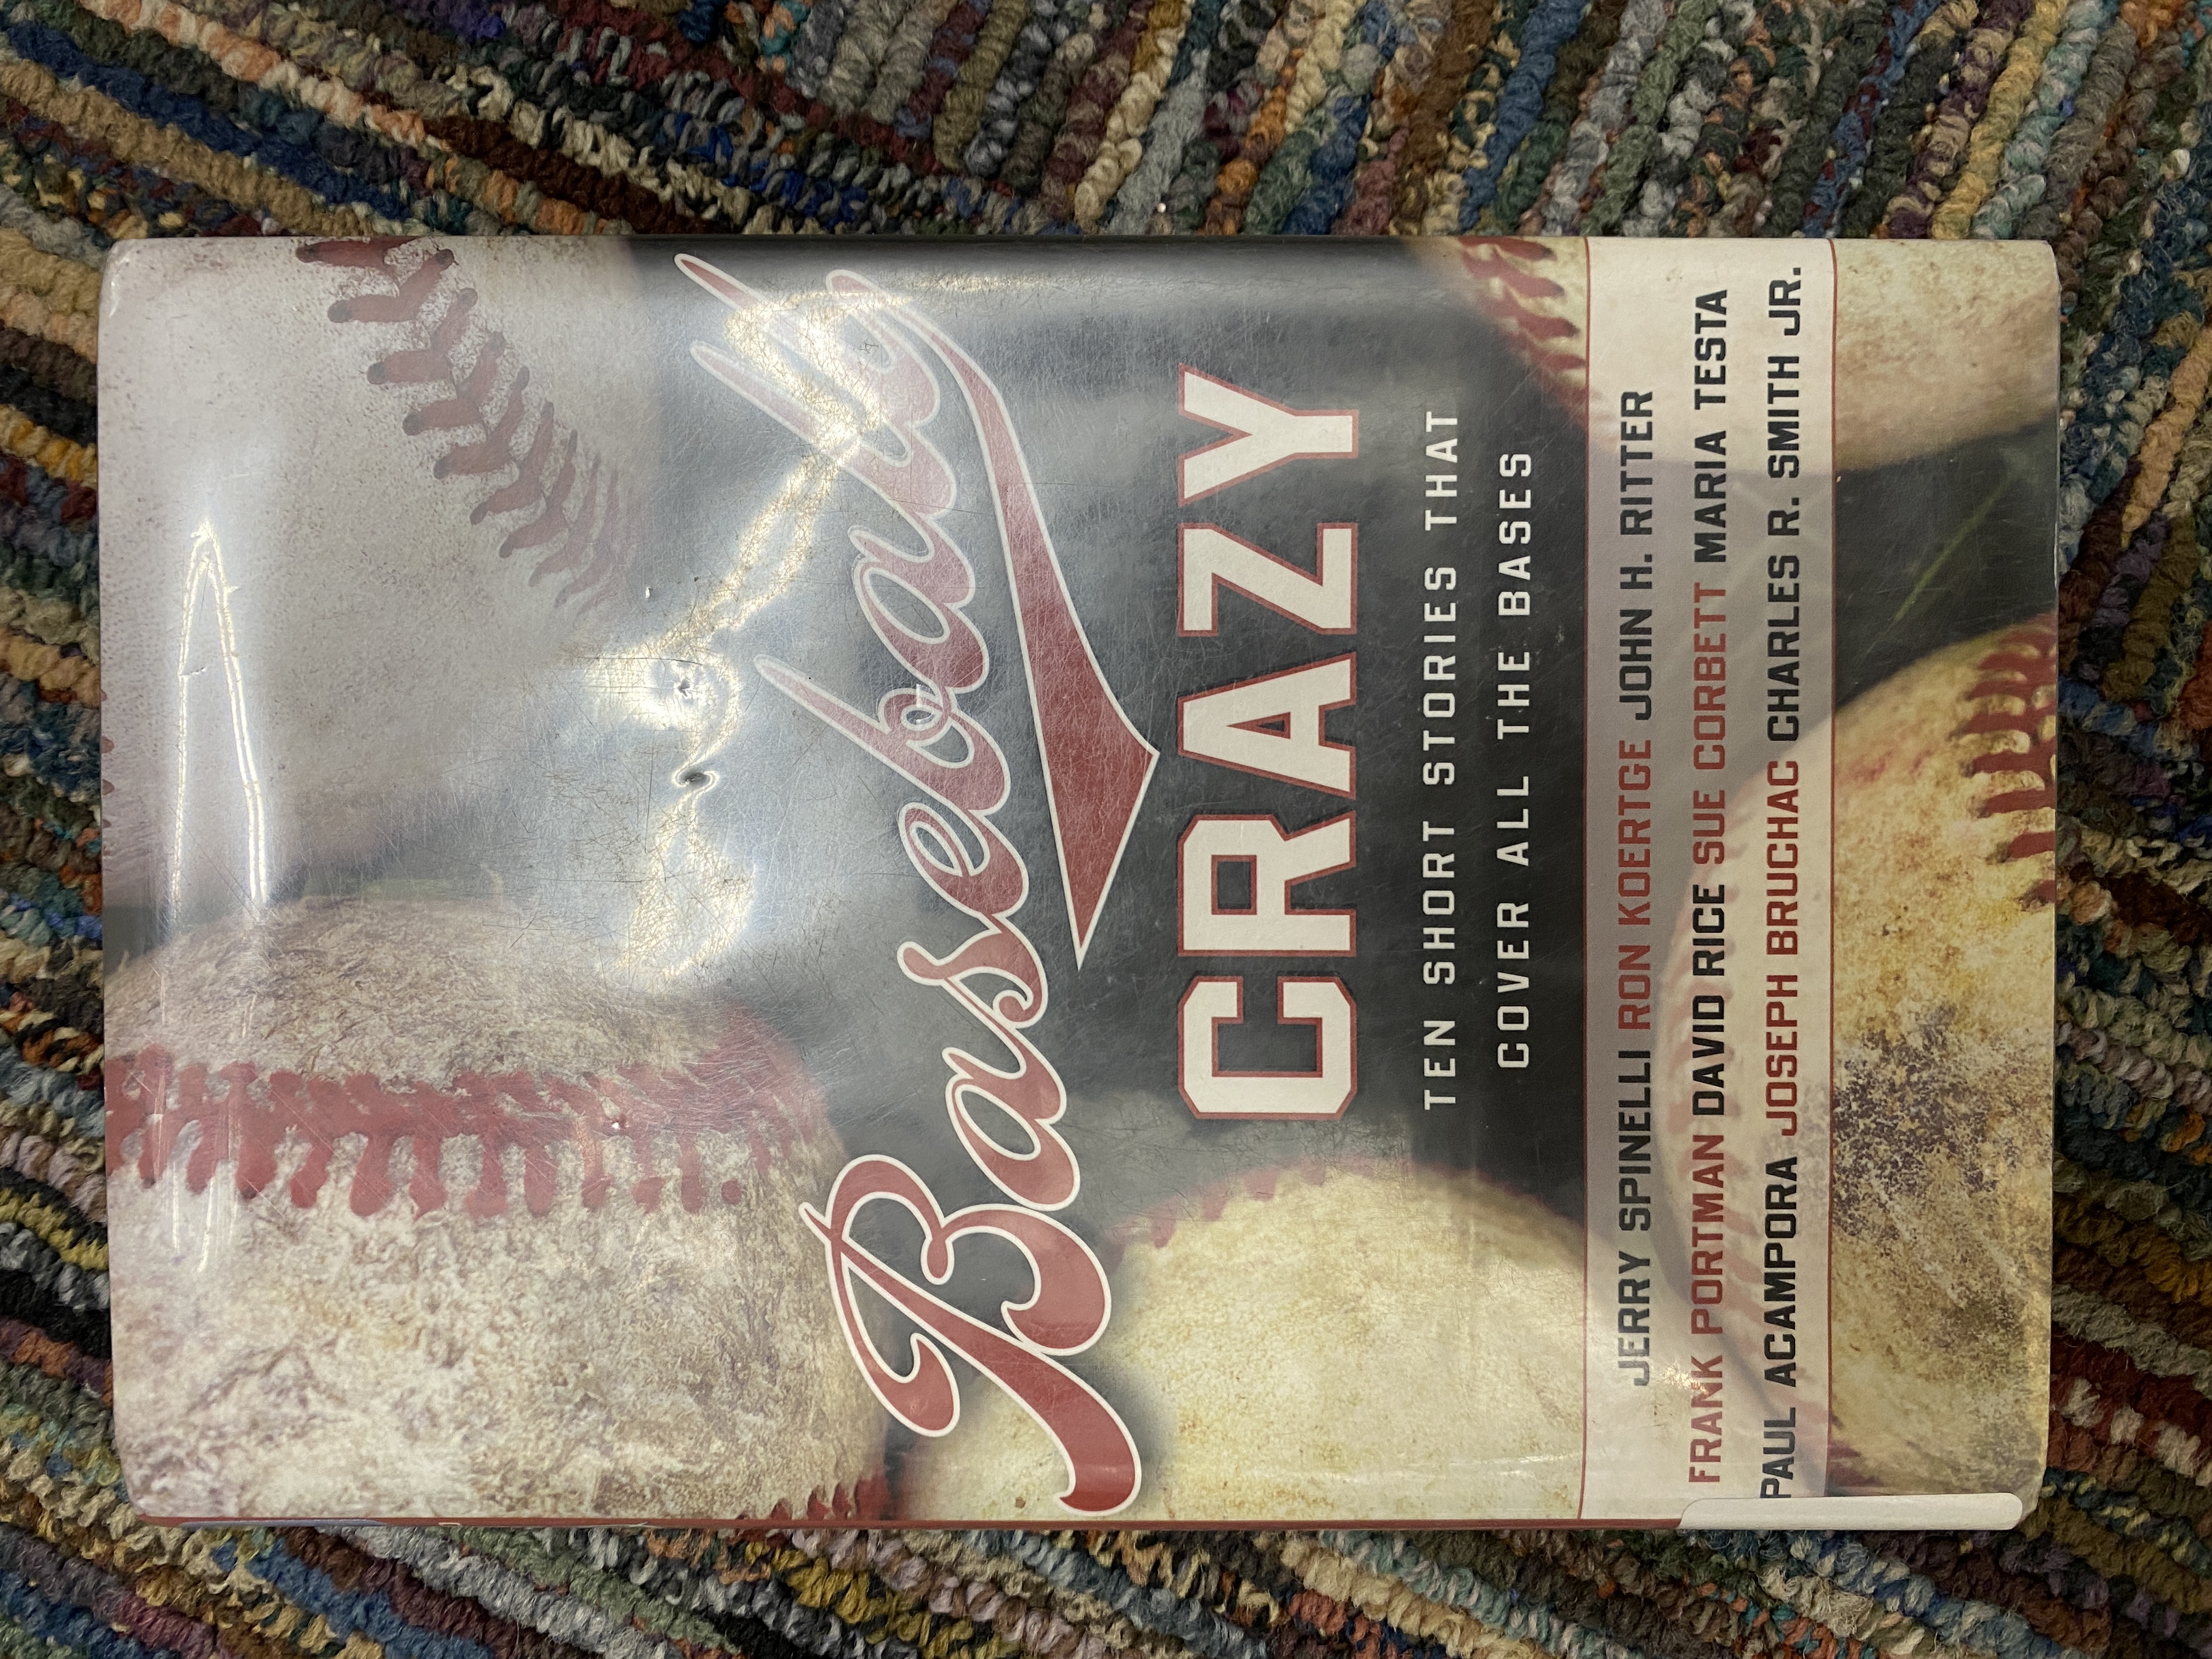 Baseball
CRAZY
TEN SHORT STORIES THAT
COVER ALL THE BASES
JERRY SPINELLI RON KOERTGE JOHN H. RITTER
FRANK PORTMAN DAVID RICE SUE CORBETT MARIA TESTA
PAUL ACAMPORA JOSEPH BRUCHAC CHARLES R. SMITH JR.